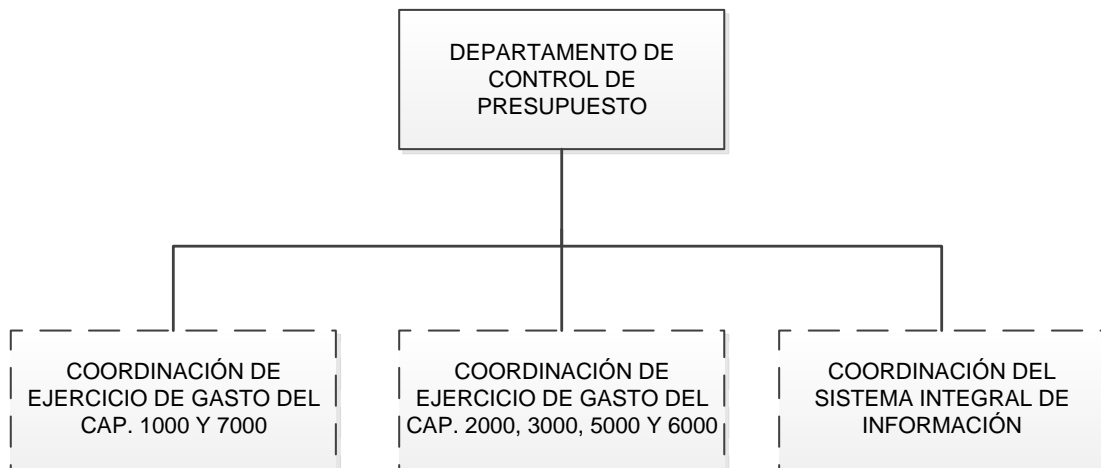 DEPARTAMENTO DE
CONTROL DE
PRESUPUESTO
COORDINACIÓN DE
EJERCICIO DE GASTO DEL
CAP. 1000 Y 7000
COORDINACIÓN DE
EJERCICIO DE GASTO DEL
CAP. 2000, 3000, 5000 Y 6000
COORDINACIÓN DEL
SISTEMA INTEGRAL DE
INFORMACIÓN